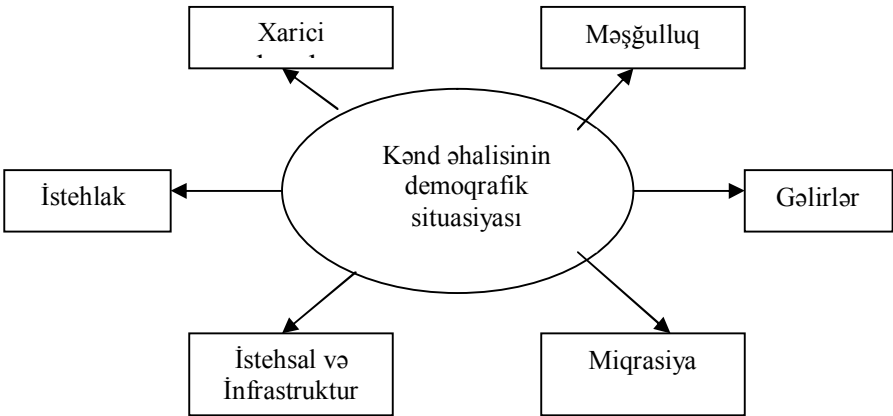 Xarici
Məşğulluq
Kənd əhalisinin
demoqrafik
situasiyası
İstehlak
Gəlirlər
İstehsal və
İnfrastruktur
Miqrasiya